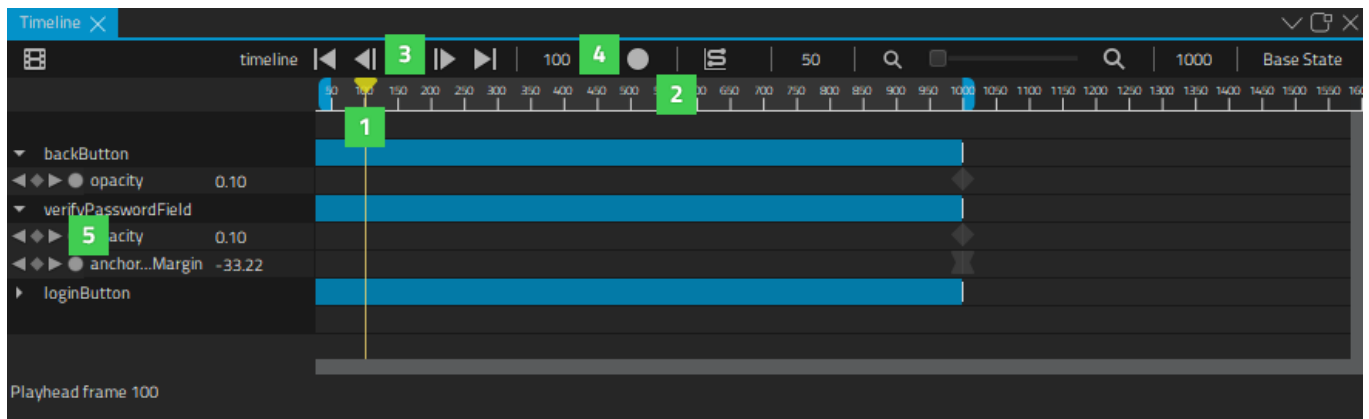 Timeline
timeline 3 100 4 50 1000 Base State
50 100 150 200 250 300 350 400 450 500 2 650 700 750 800 850 900 950 1000 1050 1100 1150 1200 1250 1300 1350 1400 1450 1500 1550
1
backButton
opacity 0.10
verifyPasswordField
5 acity 0.10
anchor...Margin -33.22
loginButton
Playhead frame 100